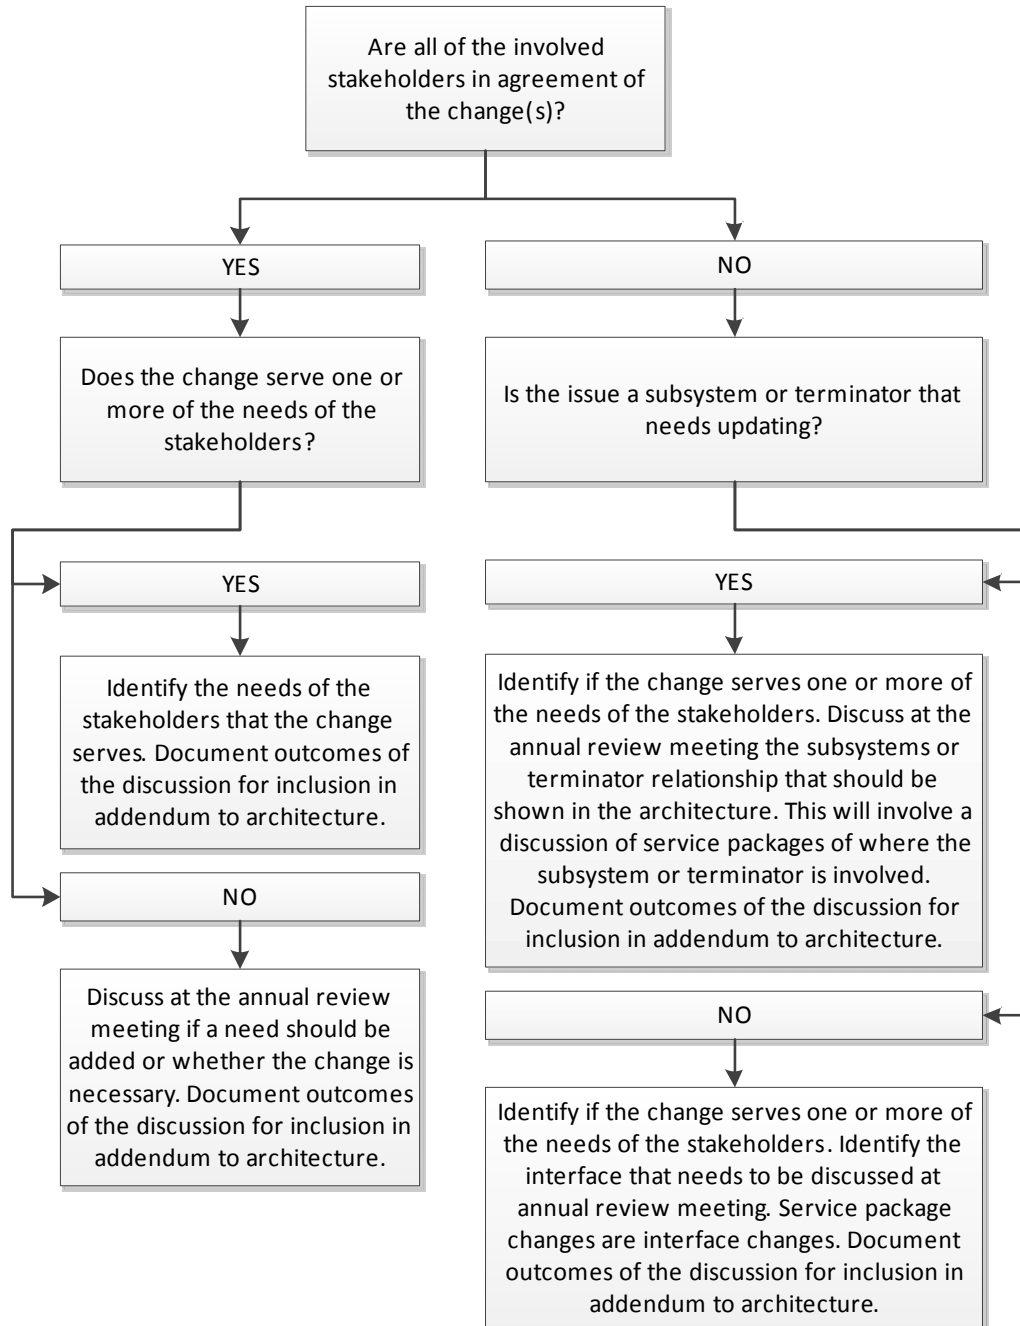 Are all of the involved
stakeholders in agreement of
the change(s)?
YES
NO
Does the change serve one or
more of the needs of the
stakeholders?
Is the issue a subsystem or terminator that
needs updating?
YES
Identify the needs of the
stakeholders that the change
serves. Document outcomes of
the discussion for inclusion in
addendum to architecture.
NO
Discuss at the annual review
meeting if a need should be
added or whether the change is
necessary. Document outcomes
of the discussion for inclusion in
addendum to architecture.
YES
Identify if the change serves one or more of
the needs of the stakeholders. Discuss at the
annual review meeting the subsystems or
terminator relationship that should be
shown in the architecture. This will involve a
discussion of service packages of where the
subsystem or terminator is involved.
Document outcomes of the discussion for
inclusion in addendum to architecture.
NO
Identify if the change serves one or more of
the needs of the stakeholders. Identify the
interface that needs to be discussed at
annual review meeting. Service package
changes are interface changes. Document
outcomes of the discussion for inclusion in
addendum to architecture.